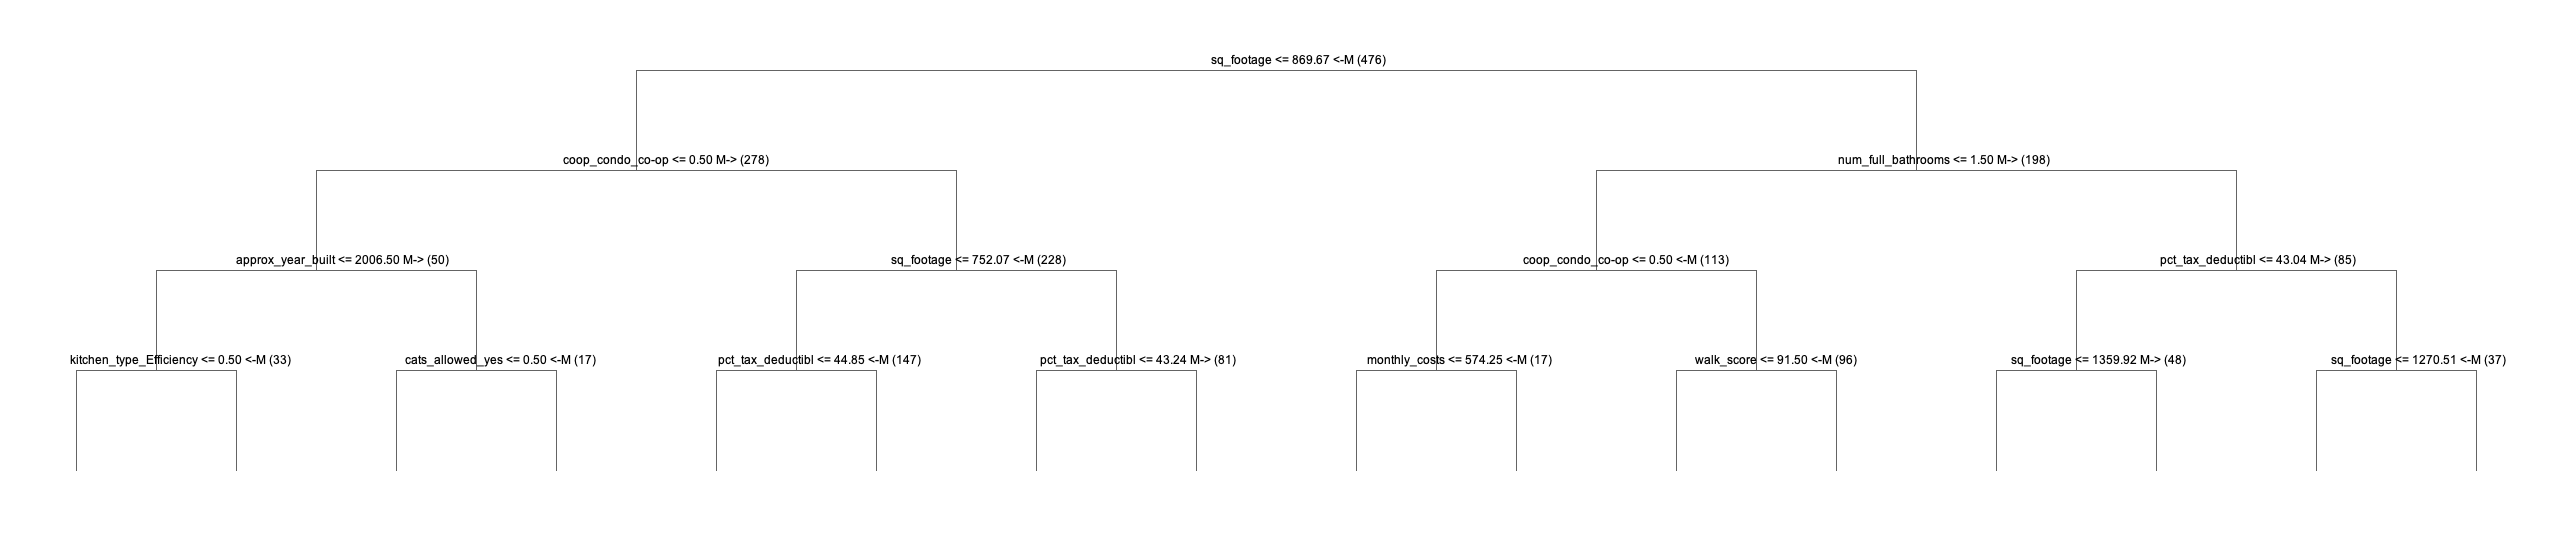 sq_footage <= 869.67 <-M (476)
coop_condo_co-op <= 0.50 M-> (278)
num_full_bathrooms <= 1.50 M-> (198)
approx_year_built <= 2006.50 M-> (50)
sq_footage <= 752.07 <-M (228)
coop_condo_co-op <= 0.50 <-M (113)
pct_tax_deductibl <= 43.04 M-> (85)
kitchen_type_Efficiency <= 0.50 <-M (33)
cats_allowed_yes <= 0.50 <-M (17)
pct_tax_deductibl <= 44.85 <-M (147)
pct_tax_deductibl <= 43.24 M-> (81)
monthly_costs <= 574.25 <-M (17)
walk_score <= 91.50 <-M (96)
sq_footage <= 1359.92 M-> (48)
sq_footage <= 1270.51 <-M (37)